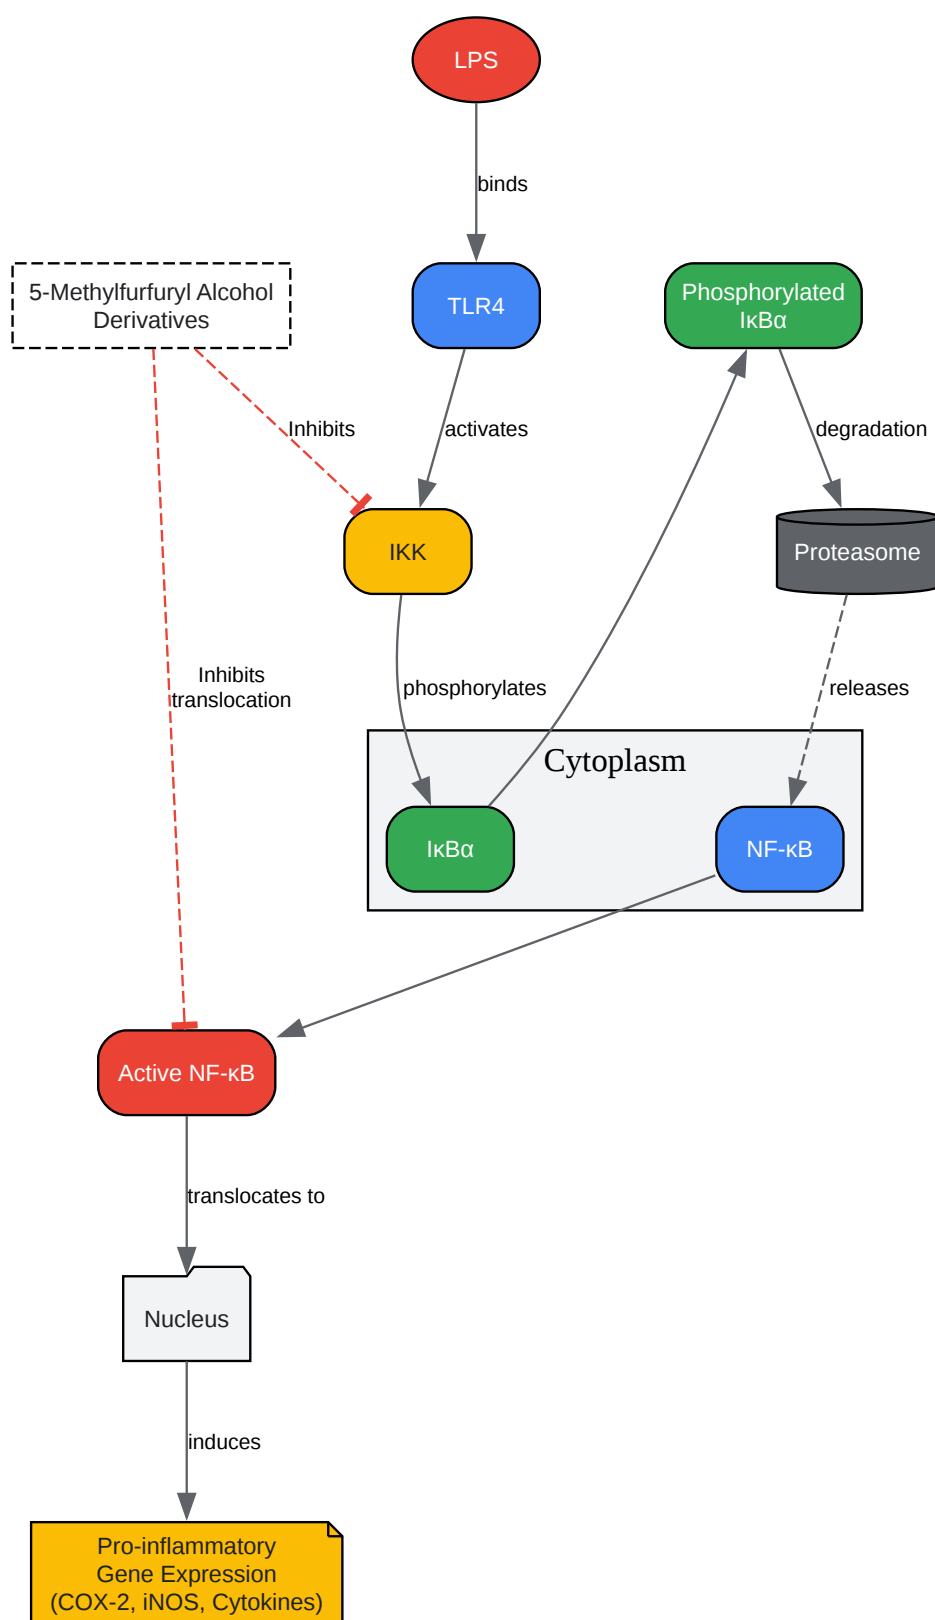 LPS
binds
5-Methylfurfuryl Alcohol
Derivatives
TLR4
Phosphorylated
IκBα
Inhibits
activates
degradation
IKK
Proteasome
Inhibits
translocation
phosphorylates
releases
Cytoplasm
IκBα
NF-κB
Active NF-κB
translocates to
Nucleus
induces
Pro-inflammatory
Gene Expression
(COX-2, iNOS, Cytokines)